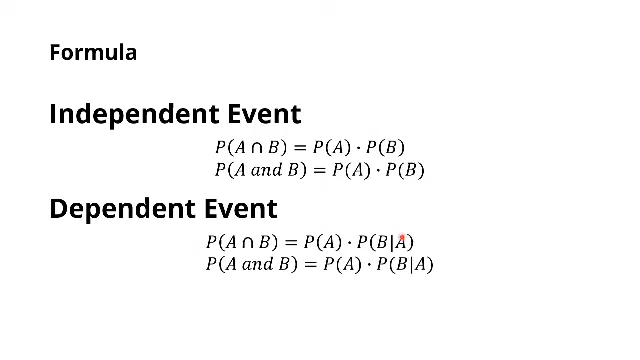 Formula
Independent Event
P(A ∩ B) = P(A) · P(B)
P(A and B) = P(A) · P(B)
Dependent Event
P(A ∩ B) = P(A) · P(B|A)
P(A and B) = P(A) · P(B|A)